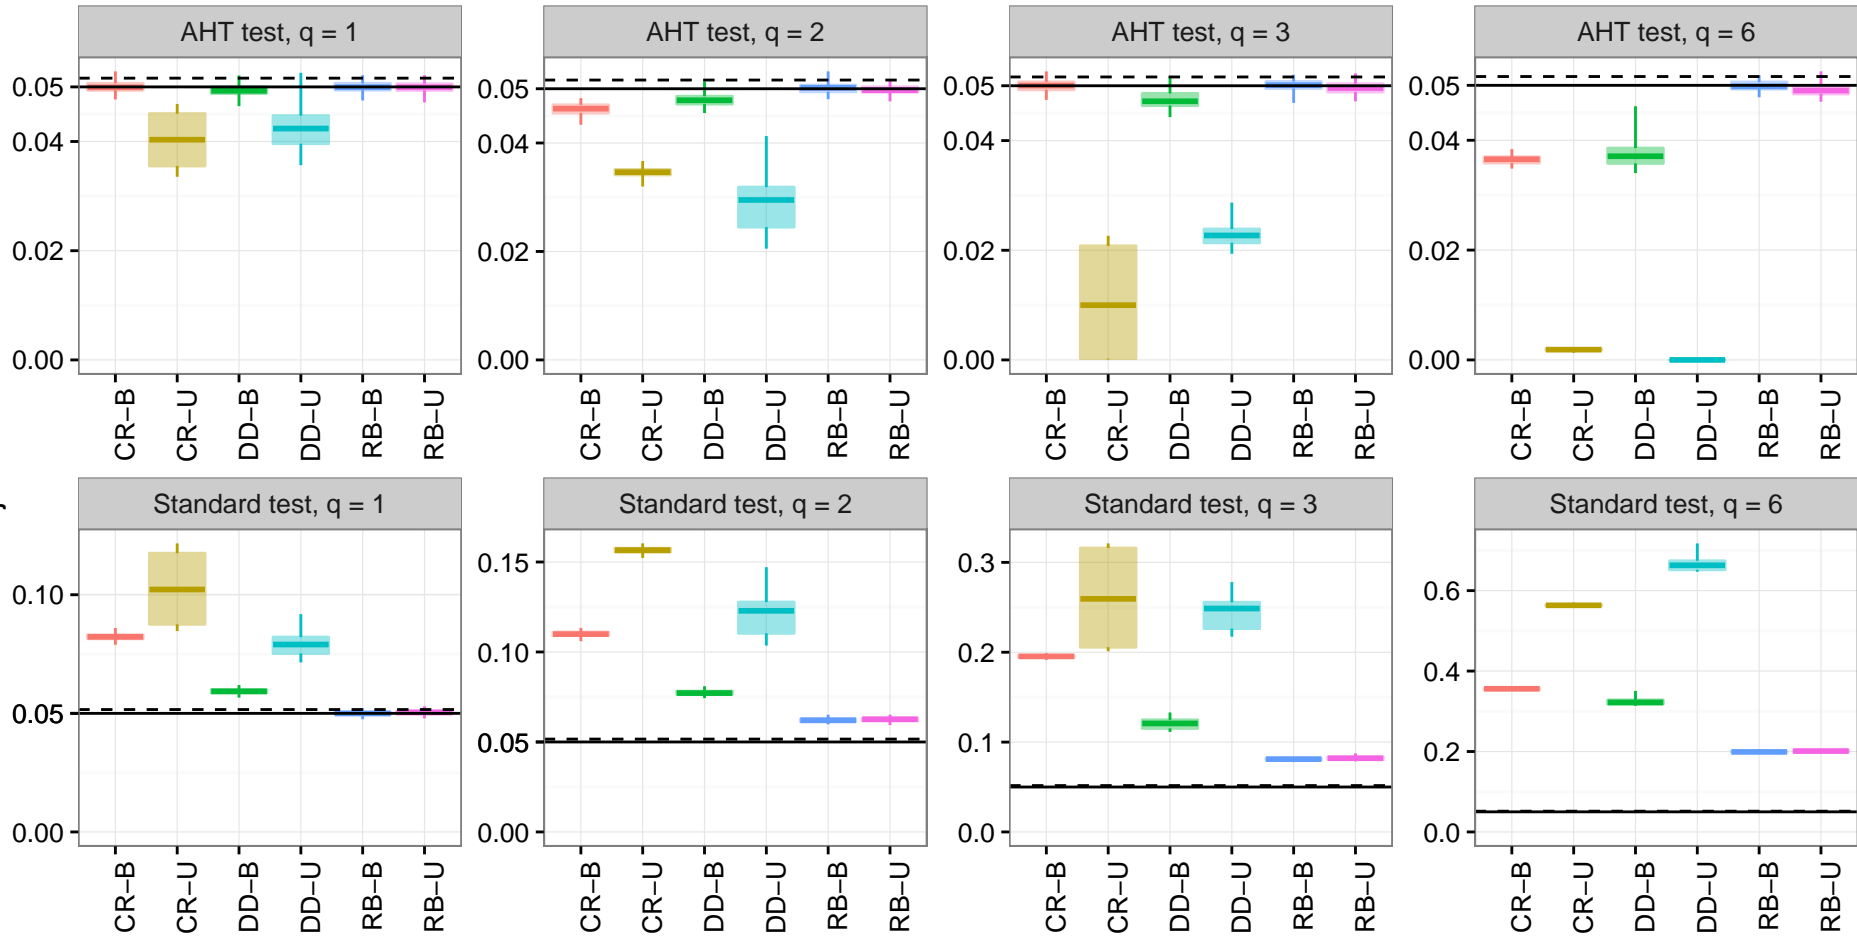 AHT test, q = 1
AHT test, q = 2
AHT test, q = 3
AHT test, q = 6
0.05
0.04
0.02
0.00
0.05
0.04
0.02
0.00
0.05
0.04
0.02
0.00
0.05
0.04
0.02
0.00
CR−B
CR−U
DD−B
DD−U
RB−B
RB−U
CR−B
CR−U
DD−B
DD−U
RB−B
RB−U
CR−B
CR−U
DD−B
DD−U
RB−B
RB−U
CR−B
CR−U
DD−B
DD−U
RB−B
RB−U
Standard test, q = 1
Standard test, q = 2
Standard test, q = 3
Standard test, q = 6
0.10
0.05
0.00
0.15
0.10
0.05
0.00
0.3
0.2
0.1
0.0
0.6
0.4
0.2
0.0
CR−B
CR−U
DD−B
DD−U
RB−B
RB−U
CR−B
CR−U
DD−B
DD−U
RB−B
RB−U
CR−B
CR−U
DD−B
DD−U
RB−B
RB−U
CR−B
CR−U
DD−B
DD−U
RB−B
RB−U